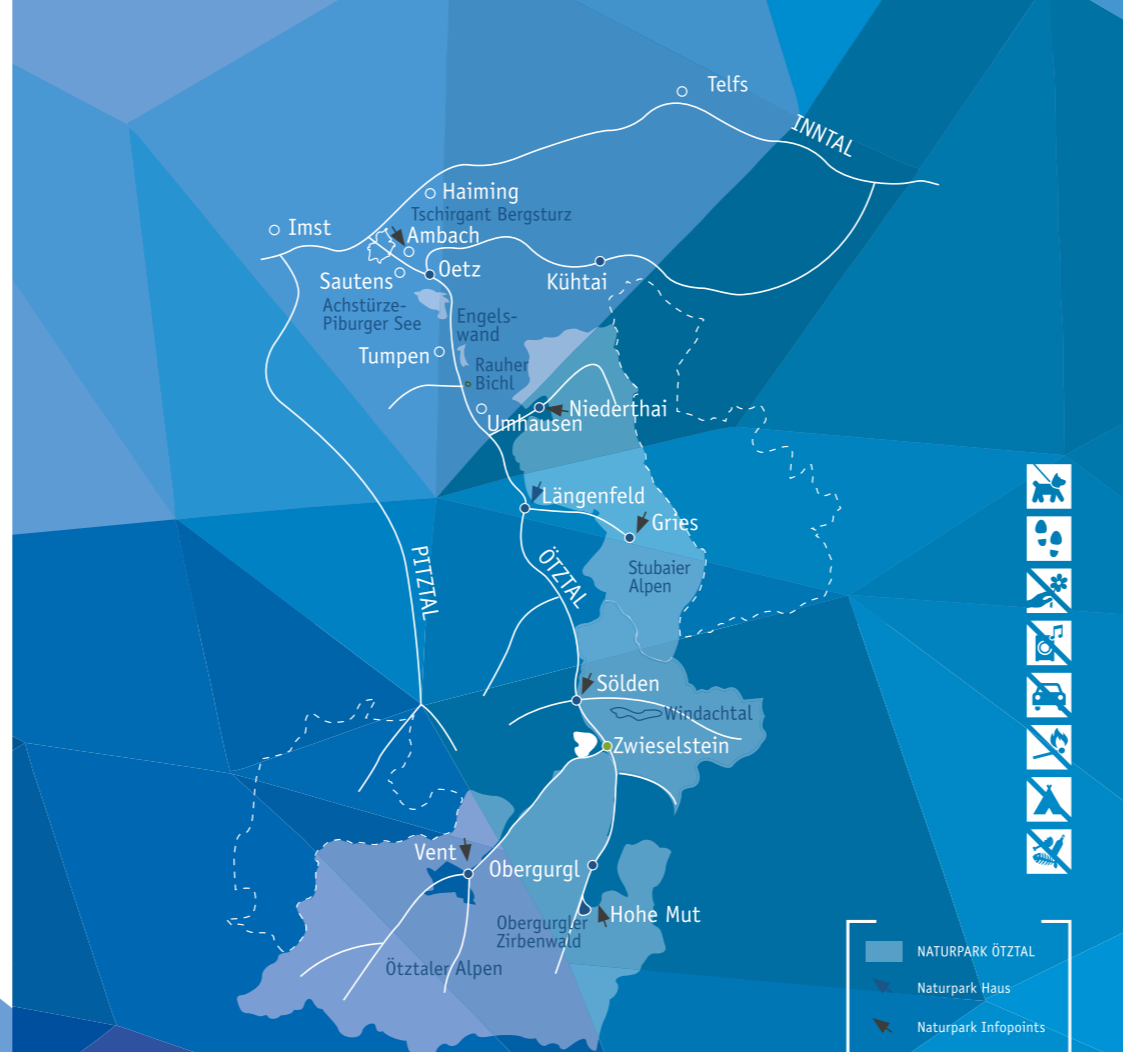 Telfs
INNTAL
Haiming
Tschirgant Bergsturz
Imst
Ambach
Oetz
Sautens
Kühtai
Achstürze-
Piburger See
Engels-
wand
Tumpen
Rauher
Bichl
Niederthai
Umhausen
Längenfeld
Gries
PITZTAL
ÖTZTAL
Stubaier
Alpen
Sölden
Windachtal
Zwieselstein
Vent
Obergurgl
Hohe Mut
Obergurgler
Zirbenwald
Ötztaler Alpen
NATURPARK ÖTZTAL
Naturpark Haus
Naturpark Infopoints